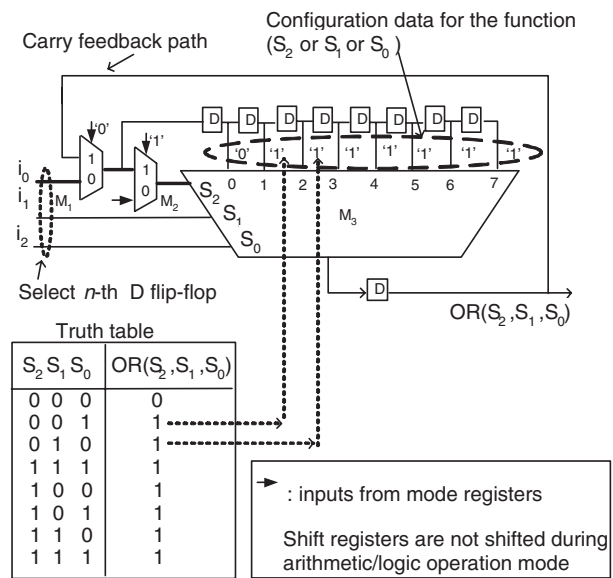 Configuration data for the function
(S2 or S1 or S0)
Carry feedback path
D D D D D D D D
'0' '1'
'0' '1' '1' '1' '1' '1' '1' '1'
1 0
1 0
i0
i1
i2
M1
M2
S2
S1
S0
0 1 2 3 4 5 6 7
M3
D
OR(S2,S1,S0)
Select n-th D flip-flop
Truth table
S2 S1 S0 OR(S2,S1,S0)
0 0 0 0
0 0 1 1
0 1 0 1
1 1 1 1
1 0 0 1
1 0 1 1
1 1 0 1
1 1 1 1
: inputs from mode registers
Shift registers are not shifted during
arithmetic/logic operation mode